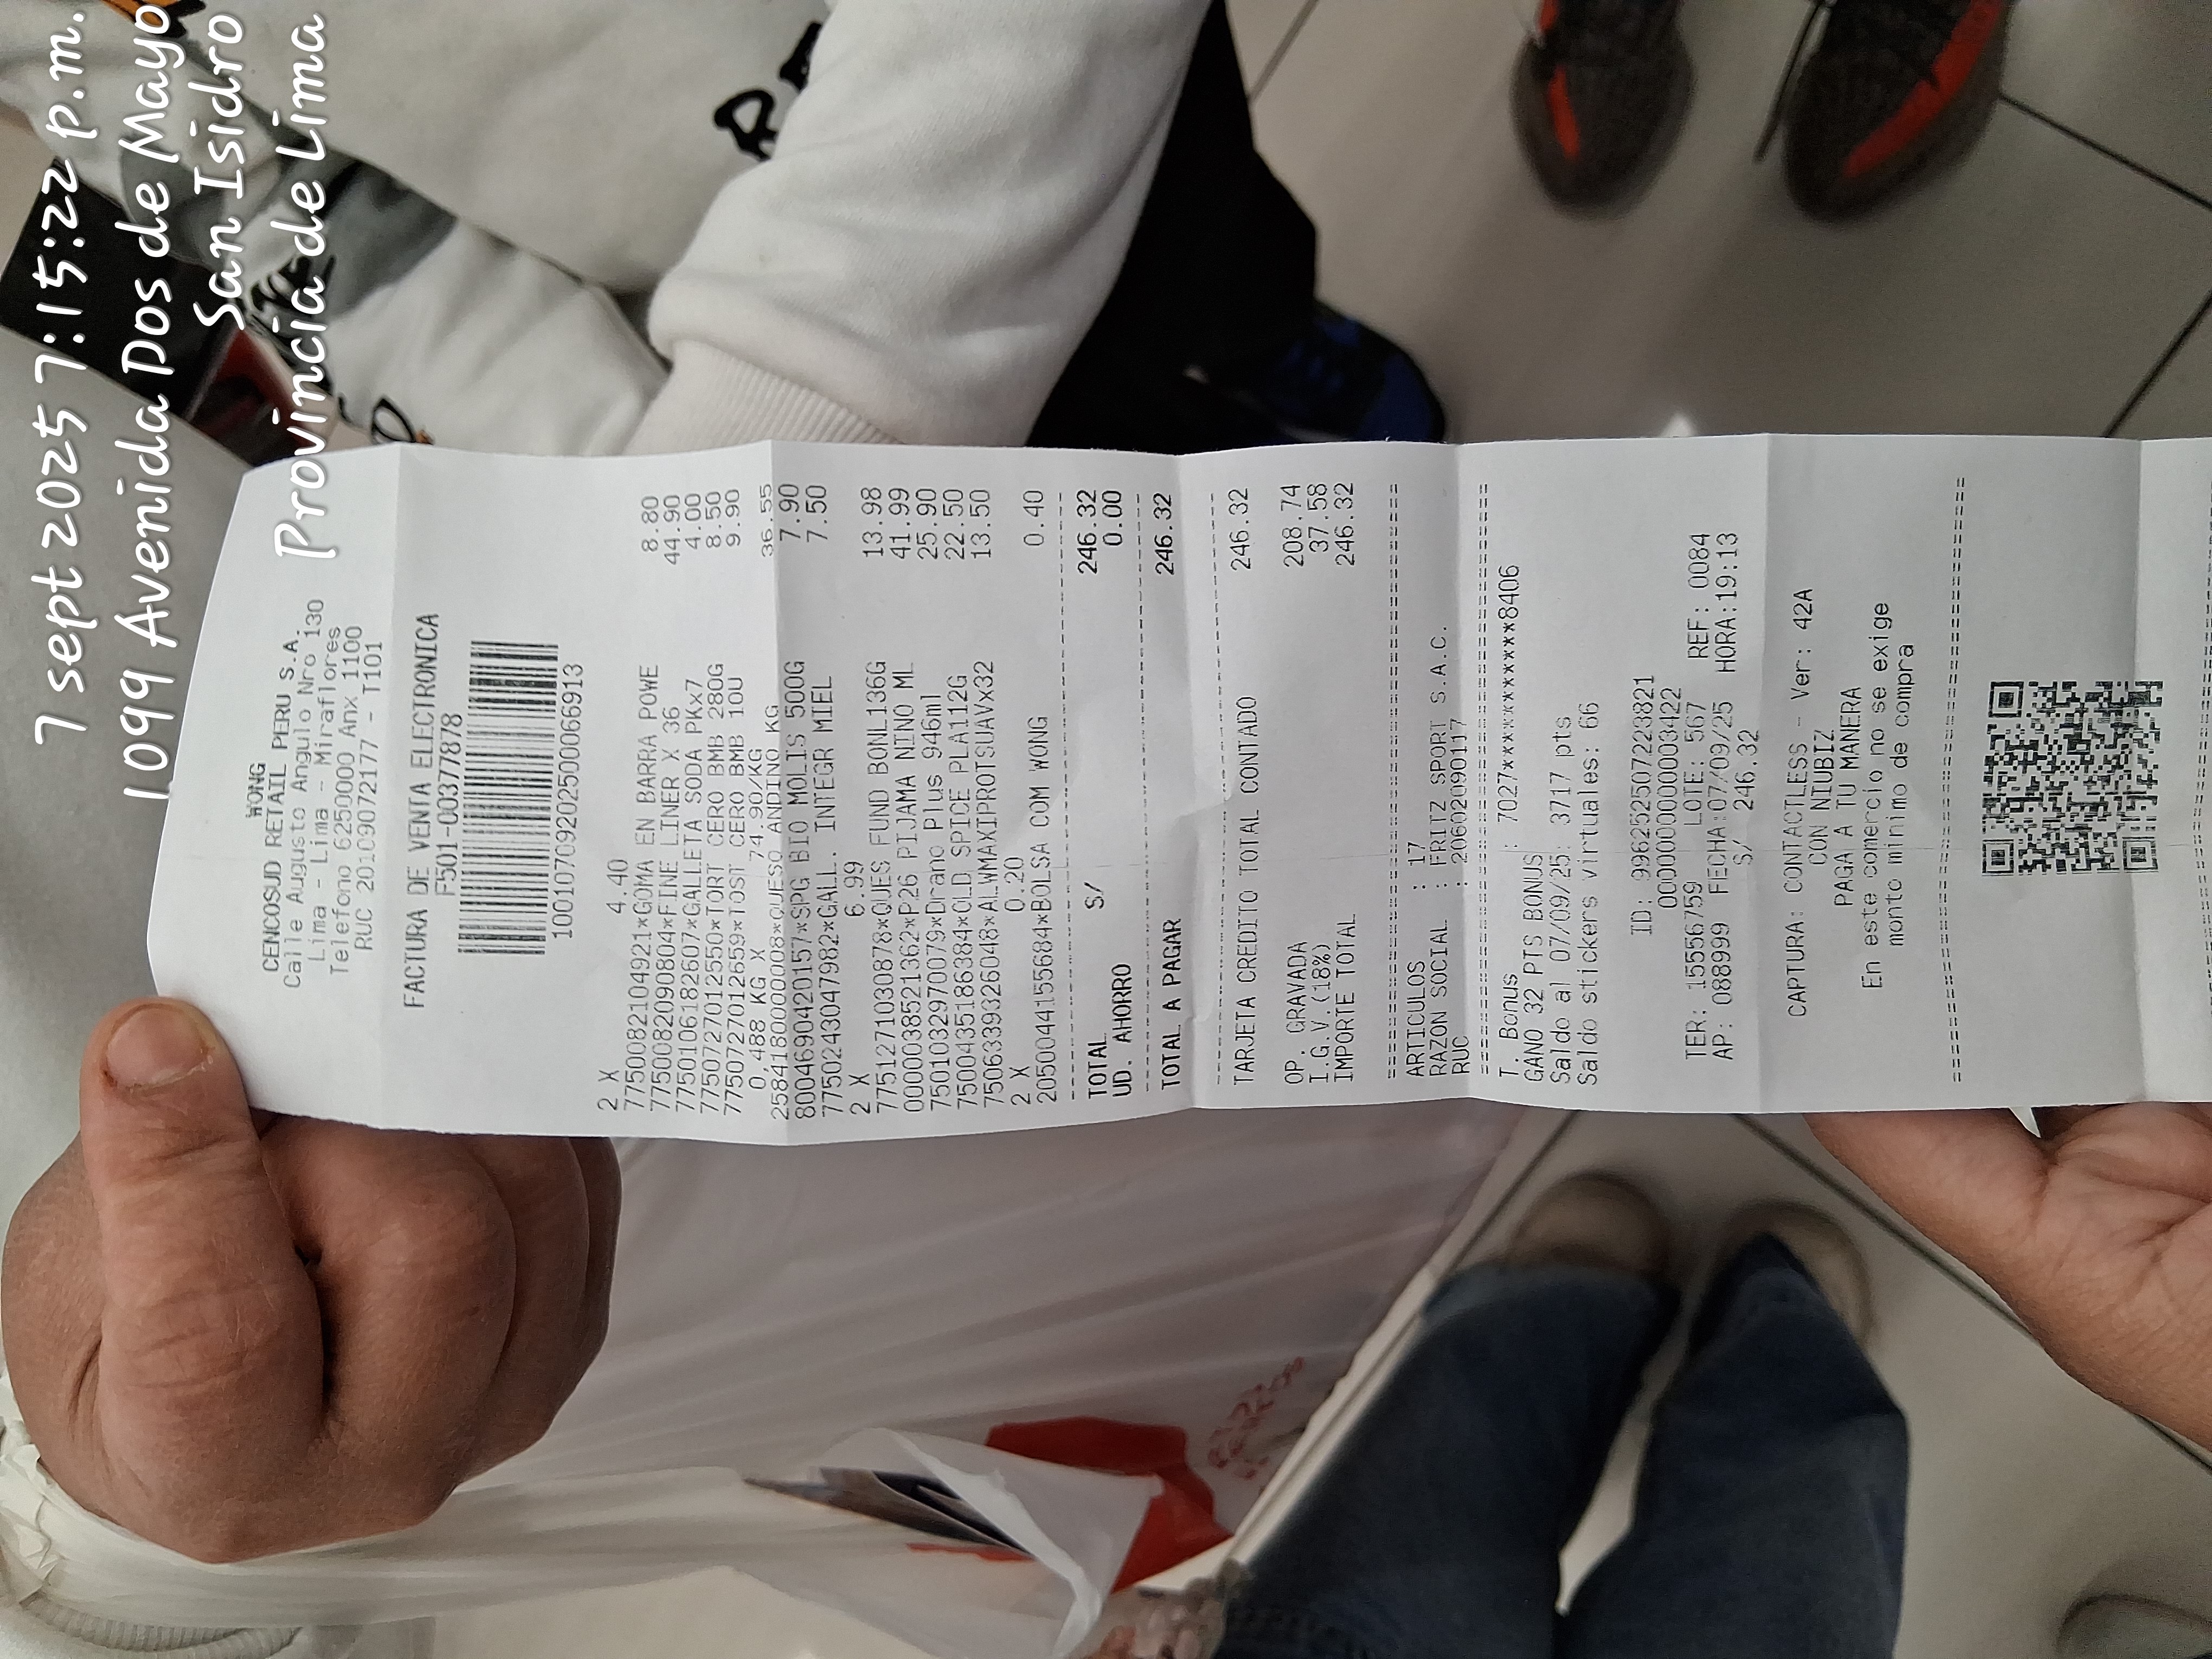 7 sept 2025 7:15:22 p.m.
1099 Avenida Dos de Mayo
San Isidro
Provincia de Lima
WONG
CENCOSUD RETAIL PERU S.A.
Calle Augusto Angulo Nro 130
Lima - Lima - Miraflores
Telefono 6250000 Anx 1100
RUC 20109072177 - T101
FACTURA DE VENTA ELECTRONICA
F501-00377878
10010709202500066913
2 X 4.40
7750082104921*GOMA EN BARRA POWE 8.80
7750082090804*FINE LINER X 36 44.90
7750106182607*GALLETA SODA PKx7 4.00
7750727012550*TORT CERO BMB 280G 8.50
7750727012659*TOST CERO BMB 10U 9.90
0,488 KG X 74.90/KG
2584180000008*QUESO ANDINO KG 36.55
8004690420157*SPG BIO MOLIS 500G 7.90
7750243047982*GALL. INTEGR MIEL 7.50
2 X 6.99
7751271030878*QUES FUND BONL136G 13.98
0000038521362*P26 PIJAMA NINO ML 41.99
7501032970079*Drano Plus 946ml 25.90
7500435186384*OLD SPICE PLA112G 22.50
7506339326048*ALWMAXIPROTSUAVx32 13.50
2 X 0.20
2050044155684*BOLSA COM WONG 0.40
TOTAL S/ 246.32
UD. AHORRO 0.00
TOTAL A PAGAR 246.32
TARJETA CREDITO TOTAL CONTADO 246.32
OP. GRAVADA 208.74
I.G.V.(18%) 37.58
IMPORTE TOTAL 246.32
ARTICULOS : 17
RAZON SOCIAL : FRITZ SPORT S.A.C.
RUC : 20602090117
T. Bonus : 7027***********8406
GANO 32 PTS BONUS
Saldo al 07/09/25: 3717 pts
Saldo stickers virtuales: 66
ID: 996252507223821
0000000000003422
TER: 15556759 LOTE: 567 REF: 0084
AP: 088999 FECHA:07/09/25 HORA:19:13
S/ 246.32
CAPTURA: CONTACTLESS - Ver: 42A
CON NIUBIZ
PAGA A TU MANERA
En este comercio no se exige
monto minimo de compra